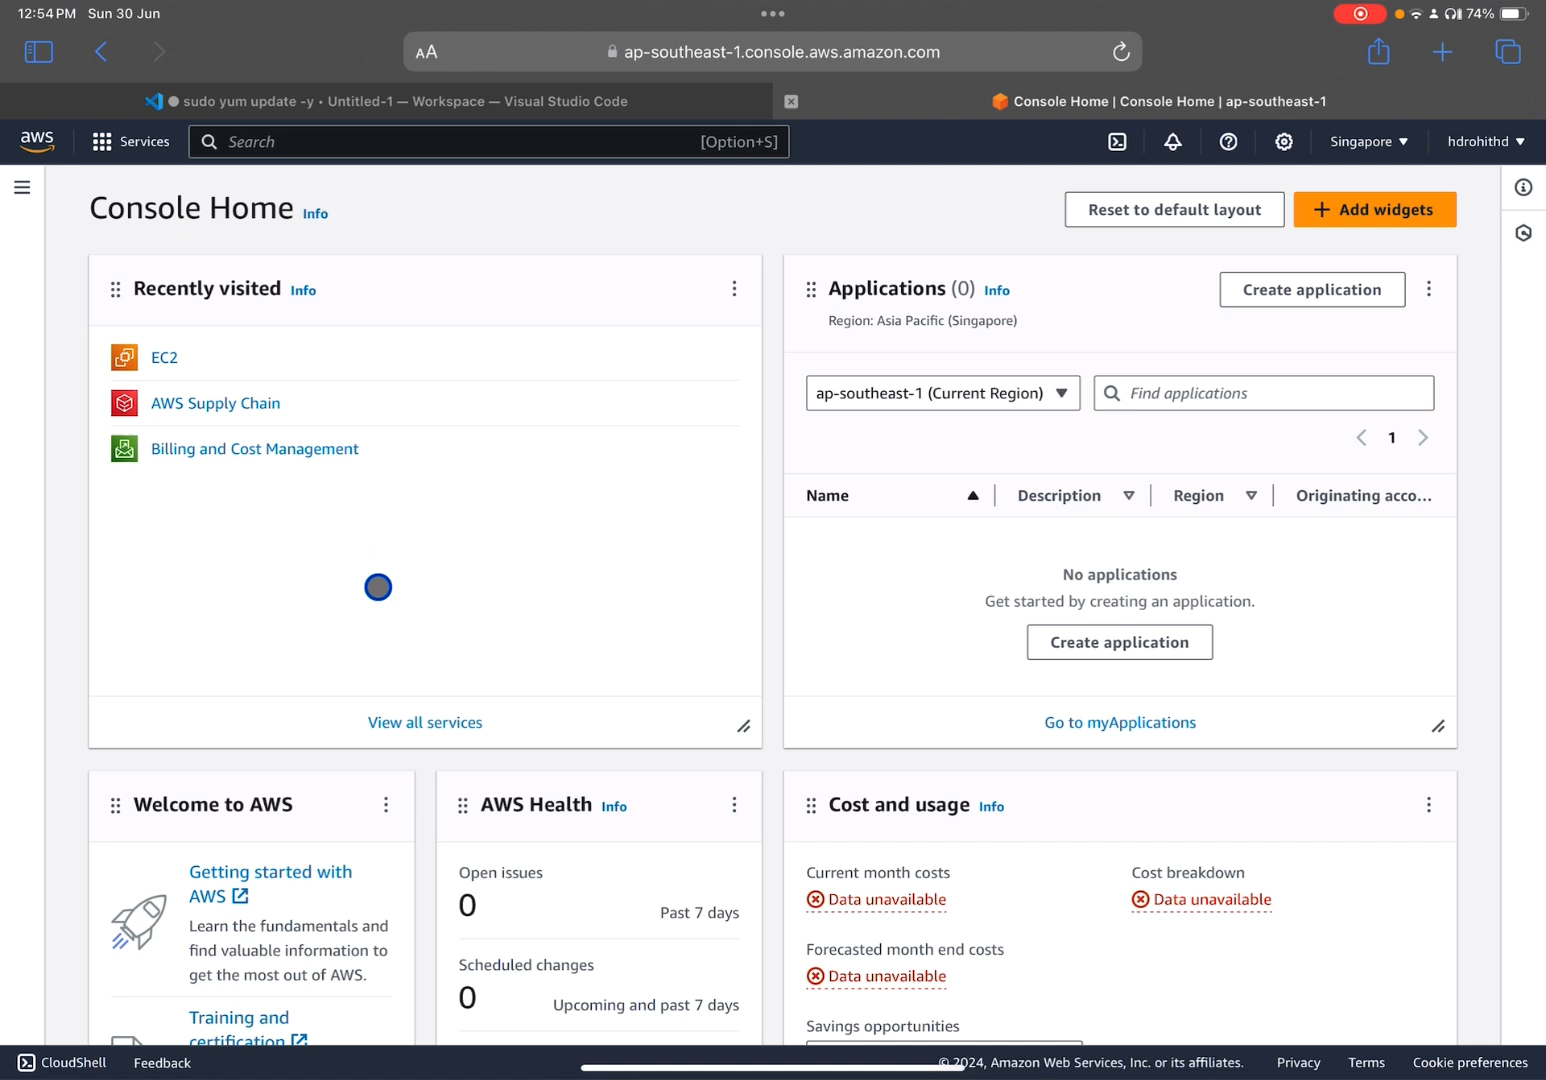 12:54PM Sun 30 Jun
74%
AA
ap-southeast-1.console.aws.amazon.com
sudo yum update -y • Untitled-1 — Workspace — Visual Studio Code
Console Home | Console Home | ap-southeast-1
aws
Services
Search
[Option+S]
Singapore
hdrohithd
Console Home
Info
Reset to default layout
Add widgets
Recently visited Info
EC2
AWS Supply Chain
Billing and Cost Management
View all services
Applications (0) Info
Region: Asia Pacific (Singapore)
Create application
ap-southeast-1 (Current Region)
Find applications
1
Name
Description
Region
Originating acco...
No applications
Get started by creating an application.
Create application
Go to myApplications
Welcome to AWS
Getting started with
AWS
Learn the fundamentals and
find valuable information to
get the most out of AWS.
Training and
certification
AWS Health Info
Open issues
0
Past 7 days
Scheduled changes
0
Upcoming and past 7 days
Cost and usage Info
Current month costs
Data unavailable
Cost breakdown
Data unavailable
Forecasted month end costs
Data unavailable
Savings opportunities
CloudShell
Feedback
© 2024, Amazon Web Services, Inc. or its affiliates.
Privacy
Terms
Cookie preferences